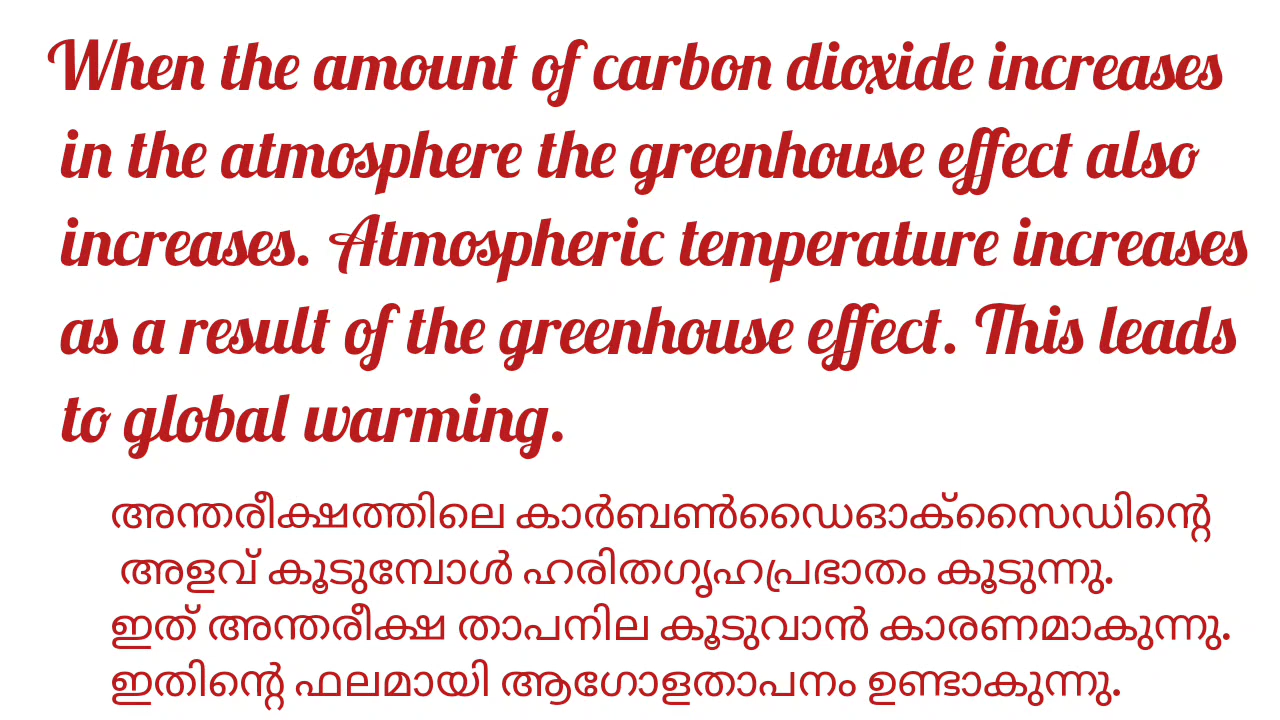 When the amount of carbon dioxide increases
in the atmosphere the greenhouse effect also
increases. Atmospheric temperature increases
as a result of the greenhouse effect. This leads
to global warming.
അന്തരീക്ഷത്തിലെ കാർബൺഡൈഓക്സൈഡിന്റെ
അളവ് കൂടുമ്പോൾ ഹരിതഗൃഹപ്രഭാതം കൂടുന്നു.
ഇത് അന്തരീക്ഷ താപനില കൂടുവാൻ കാരണമാകുന്നു.
ഇതിന്റെ ഫലമായി ആഗോളതാപനം ഉണ്ടാകുന്നു.